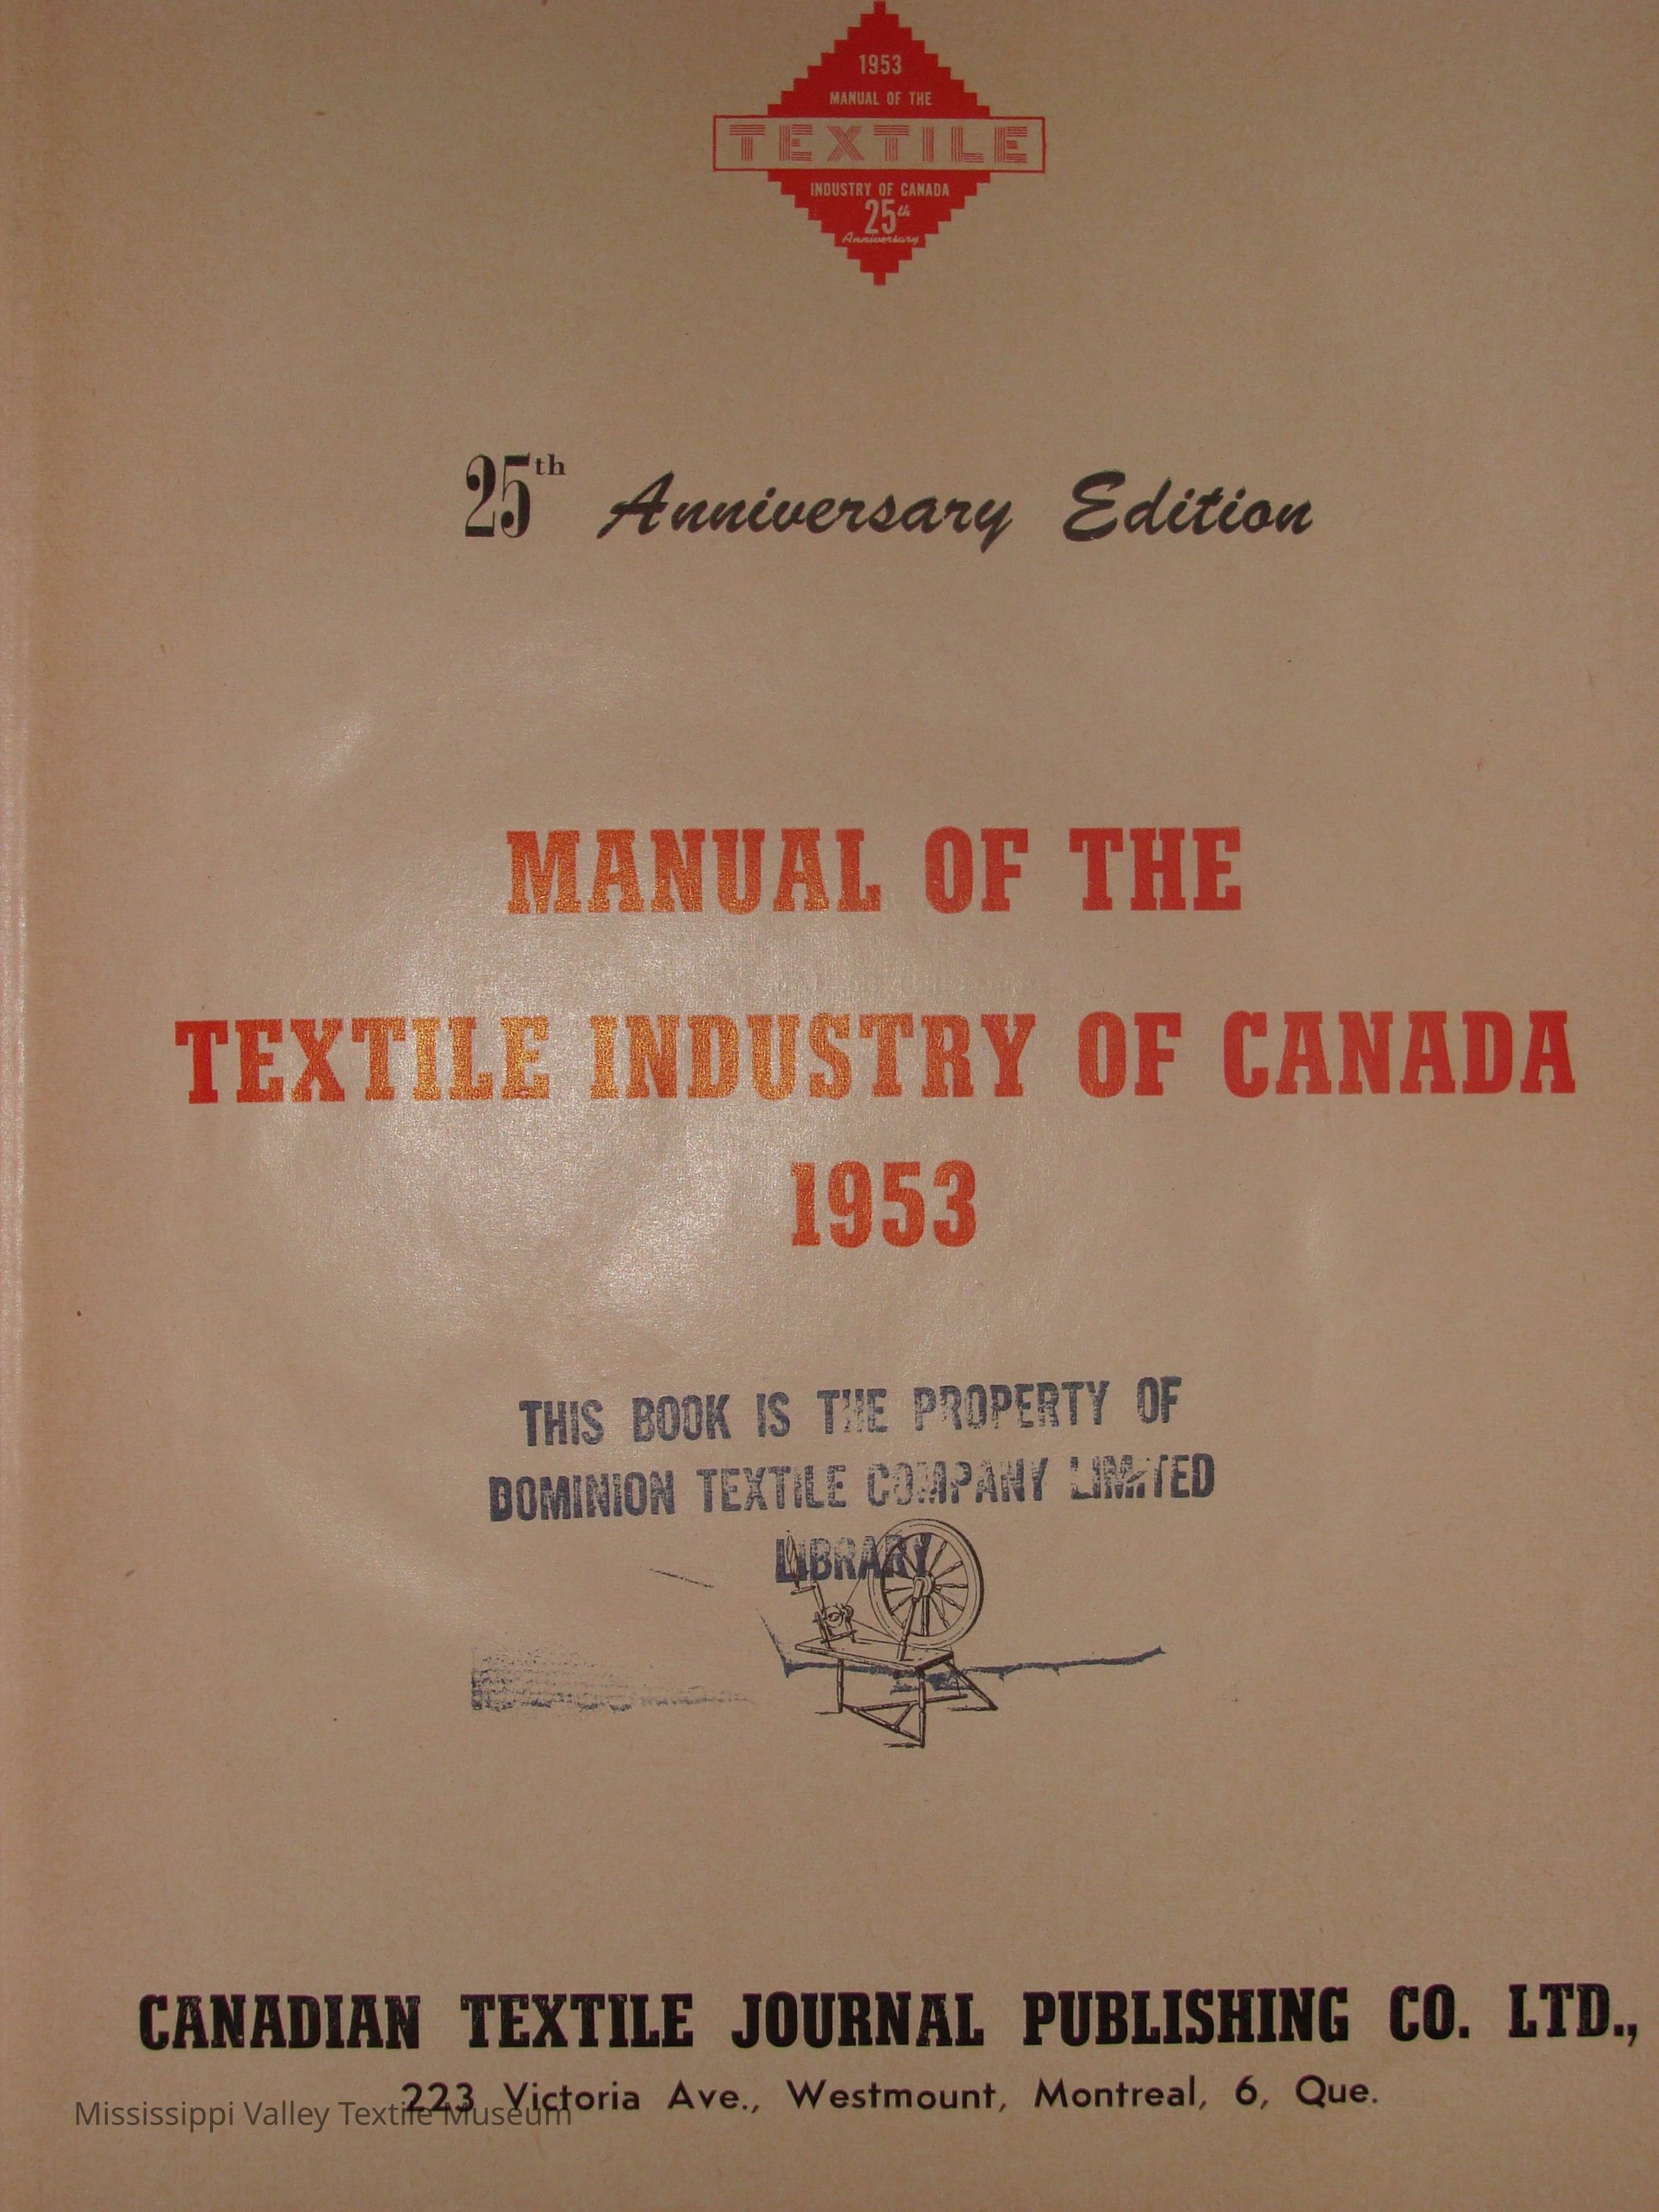 1953
MANUAL OF THE
TEXTILE
INDUSTRY OF CANADA
25th
Anniversary
25th Anniversary Edition
MANUAL OF THE
TEXTILE INDUSTRY OF CANADA
1953
THIS BOOK IS THE PROPERTY OF
DOMINION TEXTILE COMPANY LIMITED
LIBRARY
CANADIAN TEXTILE JOURNAL PUBLISHING CO. LTD.,
223 Victoria Ave., Westmount, Montreal, 6, Que.
Mississippi Valley Textile Museum